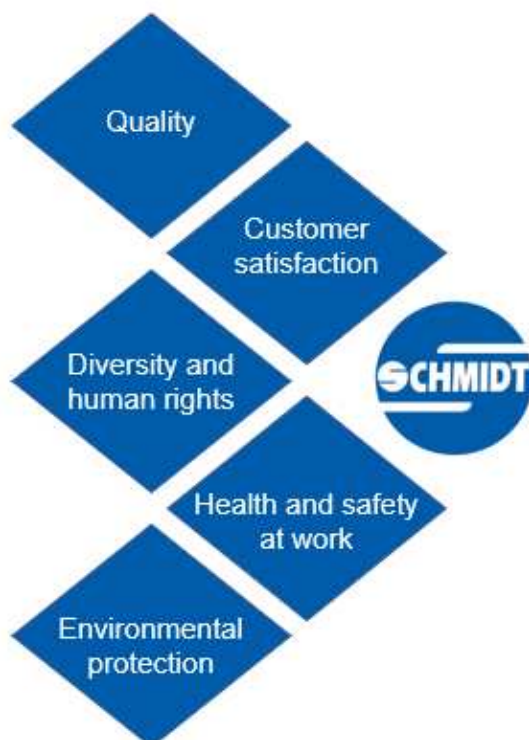 Quality
Customer
satisfaction
Diversity and
human rights
SCHMIDT
Health and safety
at work
Environmental
protection